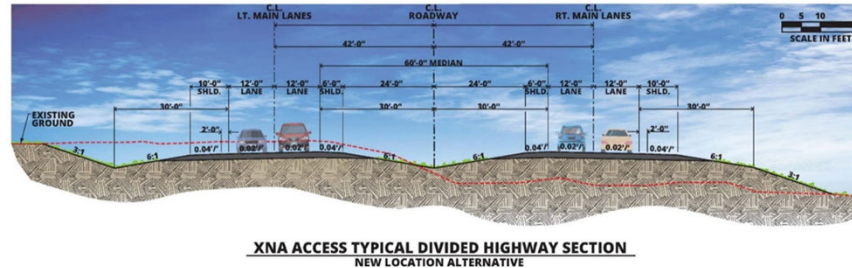 C.L. C.L. C.L.
LT. MAIN LANES ROADWAY RT. MAIN LANES
0 5 10
SCALE IN FEET
42'-0" 42'-0"
60'-0" MEDIAN
10'-0" 12'-0" 12'-0" 6'-0" 24'-0" 24'-0" 6'-0" 12'-0" 12'-0" 10'-0"
SHLD. LANE LANE SHLD. SHLD. LANE LANE SHLD.
30'-0" 30'-0" 30'-0" 30'-0"
EXISTING
GROUND
2'-0" 2'-0"
0.04'/' 0.02'/' 0.02' 0.04'/' 0.04'/' 0.02'/' 0.02'/' 0.04'/'
3:1 6:1 6:1 6:1 6:1 3:1
XNA ACCESS TYPICAL DIVIDED HIGHWAY SECTION
NEW LOCATION ALTERNATIVE